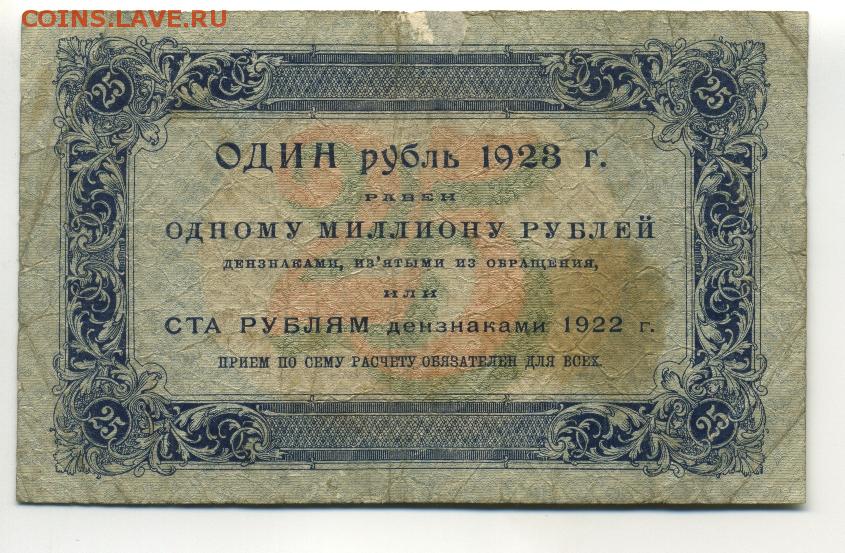 COINS.LAVE.RU
25 25
25
ОДИН рубль 1923 г.
РАВЕН
ОДНОМУ МИЛЛИОНУ РУБЛЕЙ
ДЕНЗНАКАМИ, ИЗ'ЯТЫМИ ИЗ ОБРАЩЕНИЯ,
ИЛИ
СТА РУБЛЯМ дензнаками 1922 г.
ПРИЕМ ПО СЕМУ РАСЧЕТУ ОБЯЗАТЕЛЕН ДЛЯ ВСЕХ.
25 25